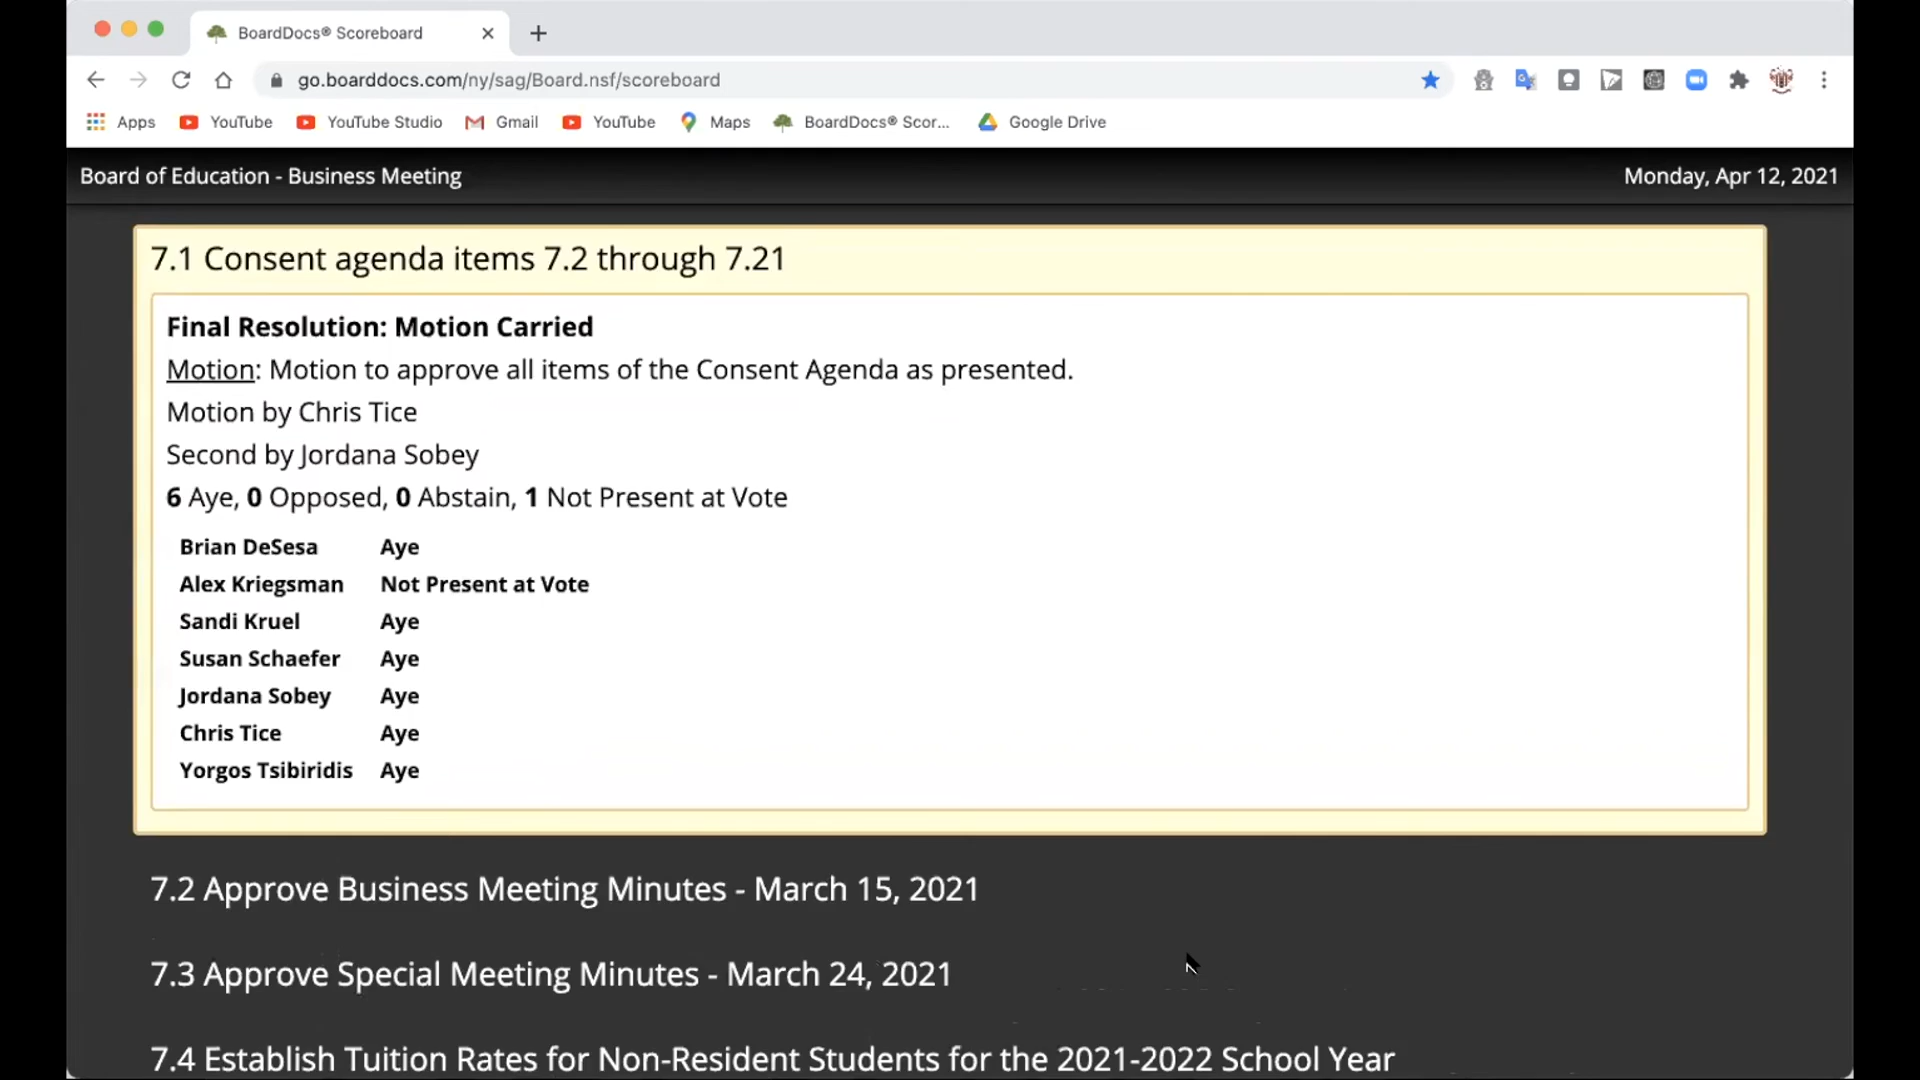 BoardDocs® Scoreboard
go.boarddocs.com/ny/sag/Board.nsf/scoreboard
Apps YouTube YouTube Studio Gmail YouTube Maps BoardDocs® Scor... Google Drive
Board of Education - Business Meeting Monday, Apr 12, 2021
7.1 Consent agenda items 7.2 through 7.21
Final Resolution: Motion Carried
Motion: Motion to approve all items of the Consent Agenda as presented.
Motion by Chris Tice
Second by Jordana Sobey
6 Aye, 0 Opposed, 0 Abstain, 1 Not Present at Vote
Brian DeSesa Aye
Alex Kriegsman Not Present at Vote
Sandi Kruel Aye
Susan Schaefer Aye
Jordana Sobey Aye
Chris Tice Aye
Yorgos Tsibiridis Aye
7.2 Approve Business Meeting Minutes - March 15, 2021
7.3 Approve Special Meeting Minutes - March 24, 2021
7.4 Establish Tuition Rates for Non-Resident Students for the 2021-2022 School Year